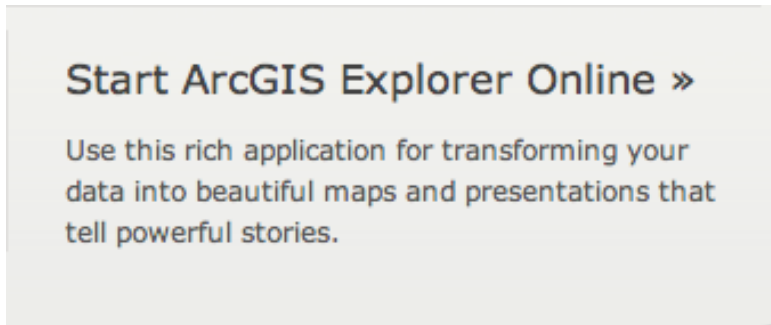 Start ArcGIS Explorer Online »
Use this rich application for transforming your
data into beautiful maps and presentations that
tell powerful stories.